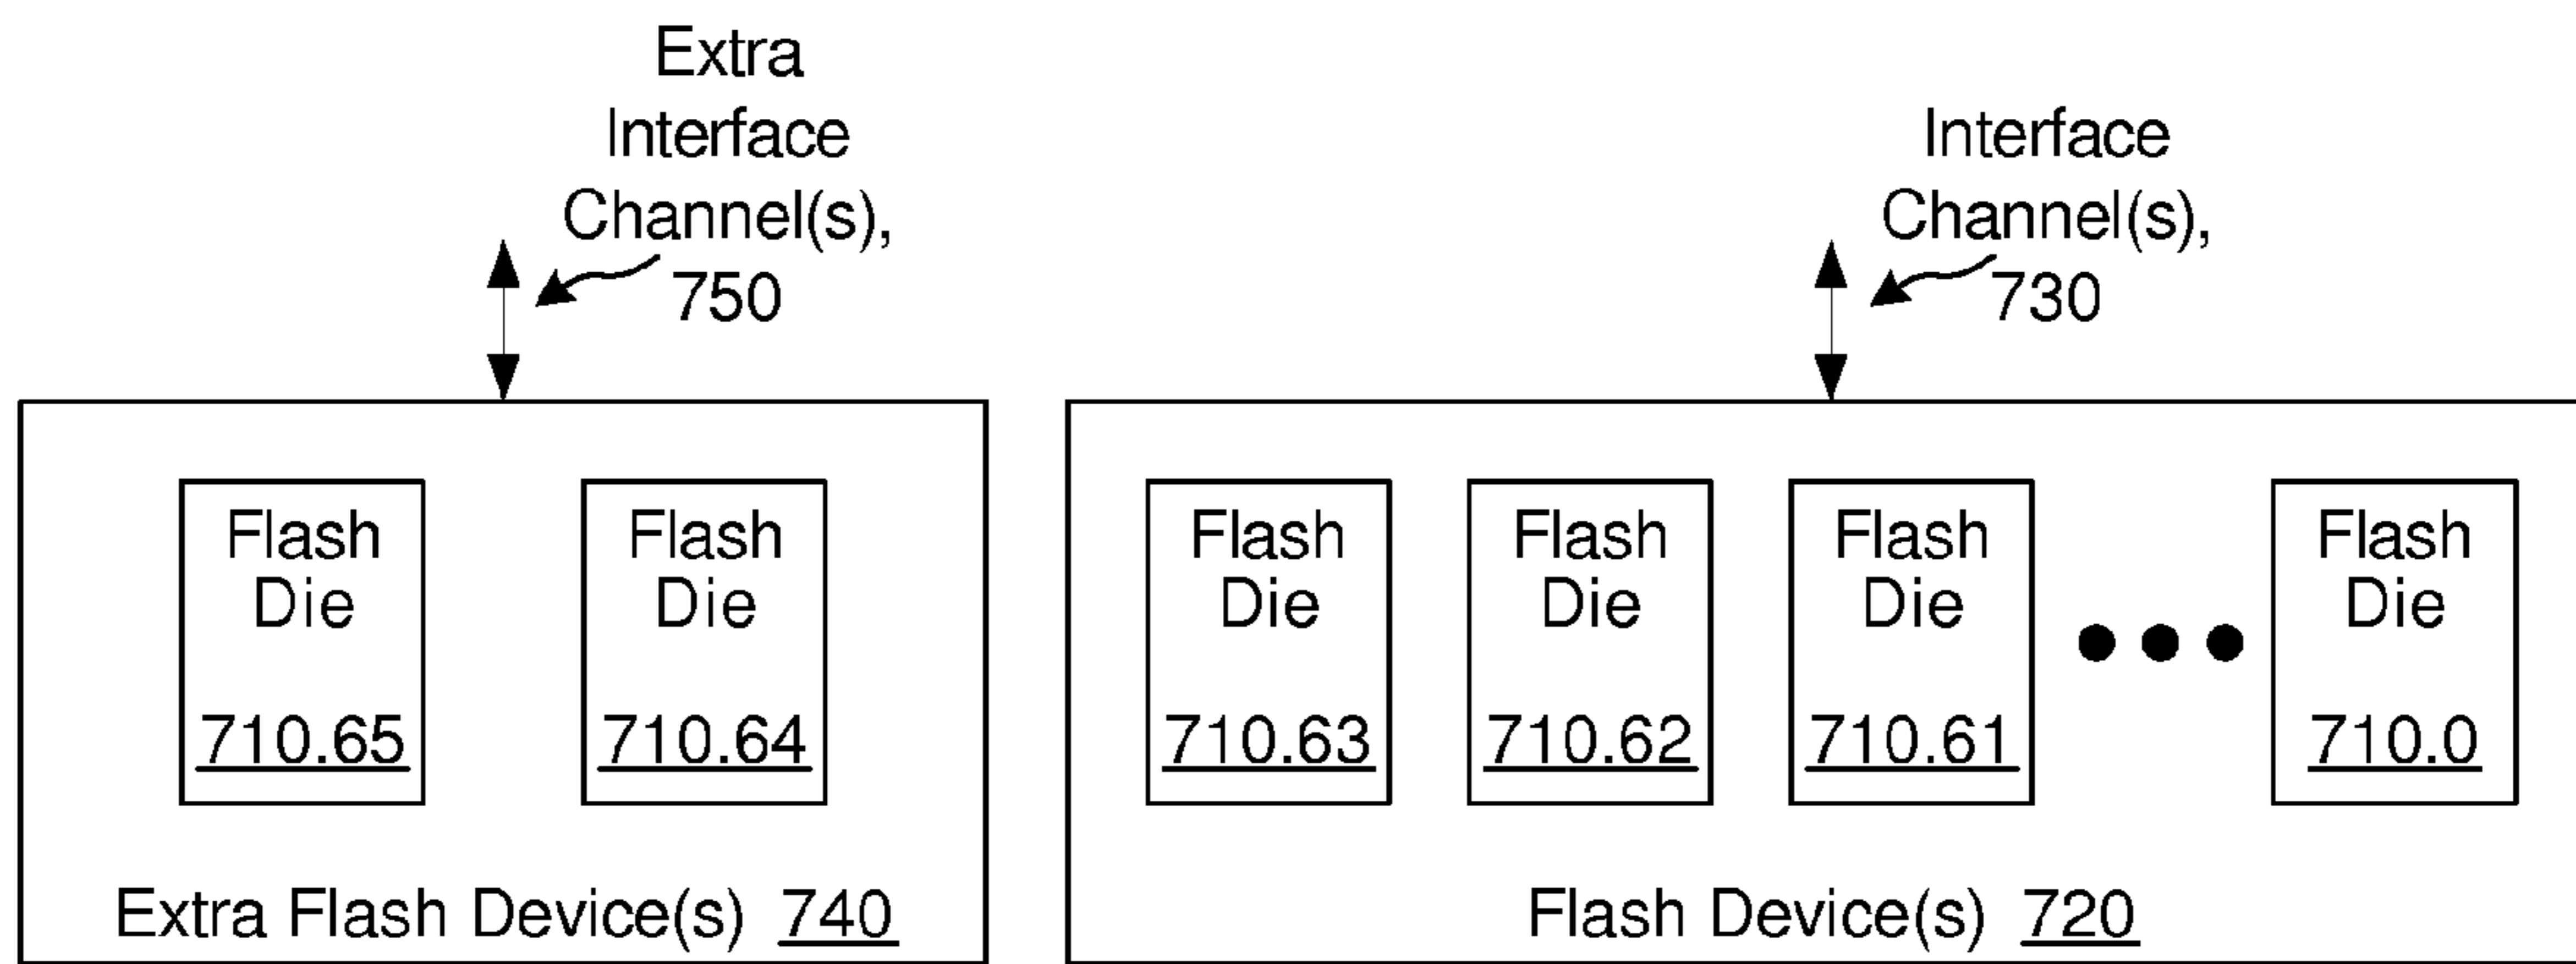 Extra
Interface
Channel(s),
750
Interface
Channel(s),
730
Flash
Die
710.65
Flash
Die
710.64
Extra Flash Device(s) 740
Flash
Die
710.63
Flash
Die
710.62
Flash
Die
710.61
Flash
Die
710.0
Flash Device(s) 720